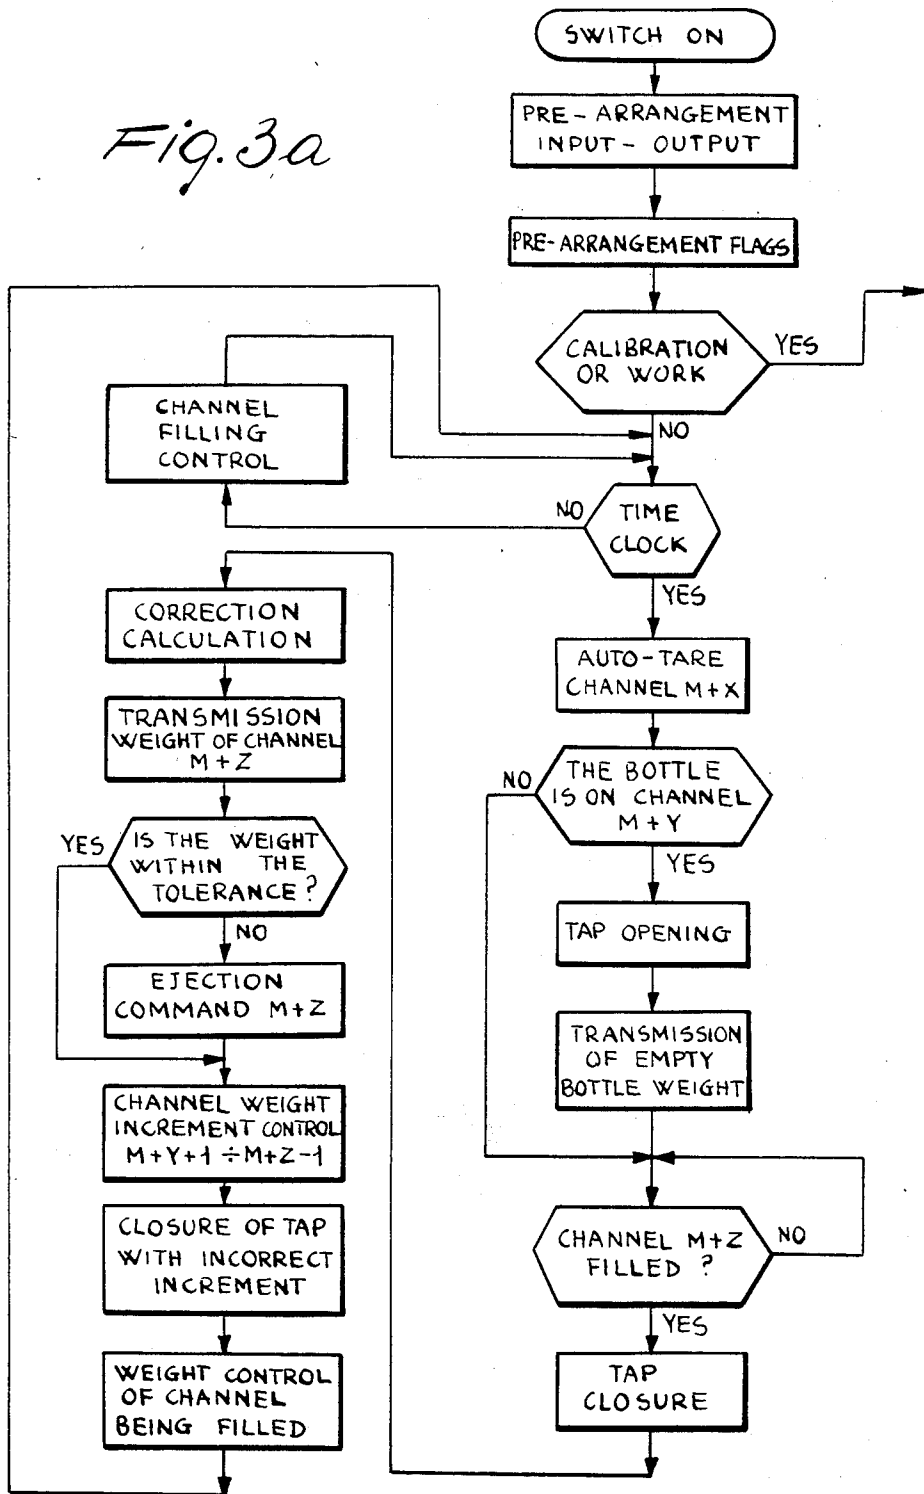 Fig. 3a
SWITCH ON
PRE-ARRANGEMENT
INPUT-OUTPUT
PRE-ARRANGEMENT FLAGS
CALIBRATION
OR WORK
YES
NO
CHANNEL
FILLING
CONTROL
NO
TIME
CLOCK
YES
AUTO-TARE
CHANNEL M+X
NO
THE BOTTLE
IS ON CHANNEL
M+Y
YES
TAP OPENING
TRANSMISSION
OF EMPTY
BOTTLE WEIGHT
CHANNEL M+Z
FILLED ?
NO
YES
TAP
CLOSURE
CORRECTION
CALCULATION
TRANSMISSION
WEIGHT OF CHANNEL
M+Z
YES
IS THE WEIGHT
WITHIN THE
TOLERANCE?
NO
EJECTION
COMMAND M+Z
CHANNEL WEIGHT
INCREMENT CONTROL
M+Y+1÷M+Z-1
CLOSURE OF TAP
WITH INCORRECT
INCREMENT
WEIGHT CONTROL
OF CHANNEL
BEING FILLED